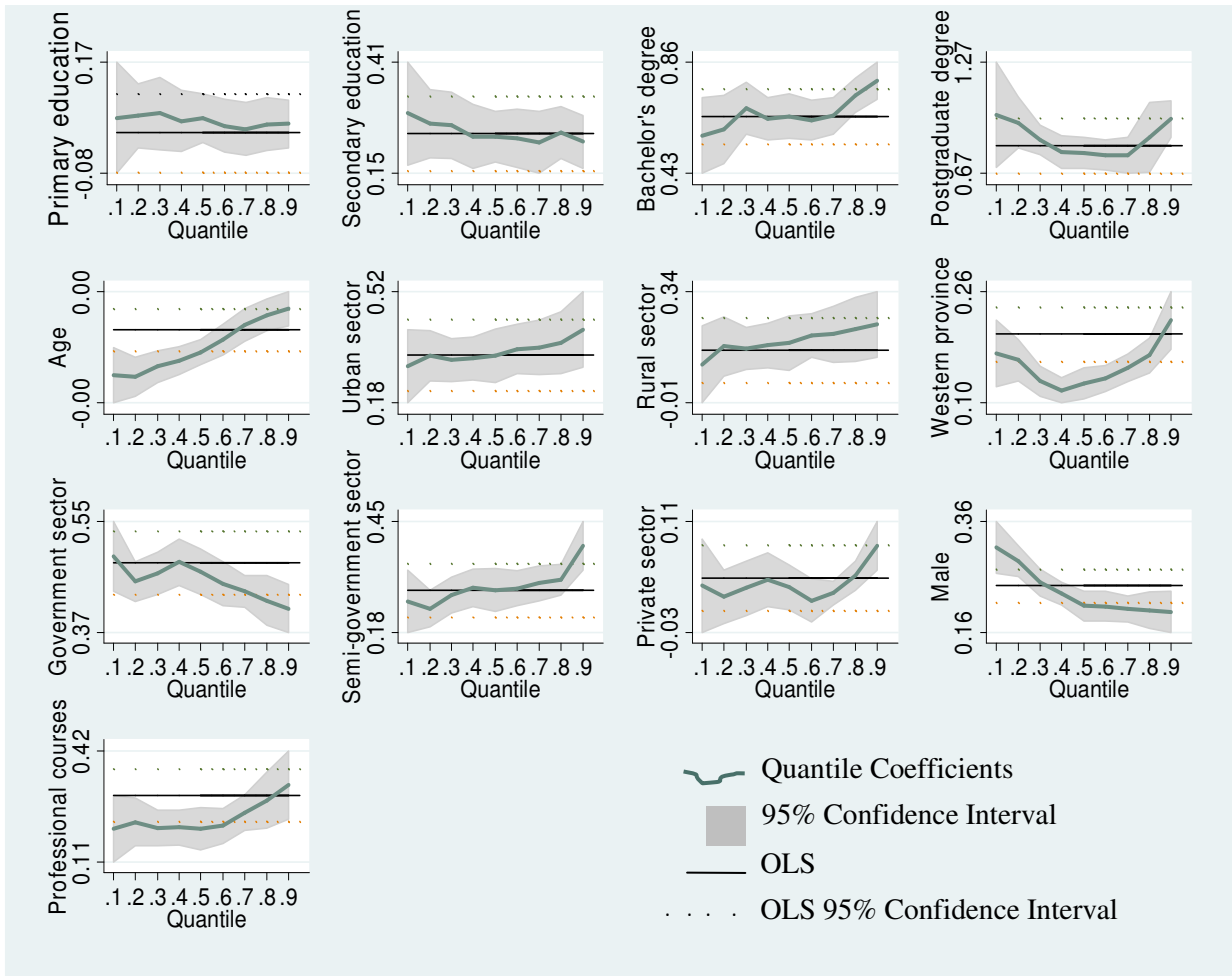 Primary education
0.17
-0.08
.1 .2 .3 .4 .5 .6 .7 .8 .9
Quantile
Secondary education
0.41
0.15
.1 .2 .3 .4 .5 .6 .7 .8 .9
Quantile
Bachelor's degree
0.86
0.43
.1 .2 .3 .4 .5 .6 .7 .8 .9
Quantile
Postgraduate degree
1.27
0.67
.1 .2 .3 .4 .5 .6 .7 .8 .9
Quantile
Age
0.00
-0.00
.1 .2 .3 .4 .5 .6 .7 .8 .9
Quantile
Urban sector
0.52
0.18
.1 .2 .3 .4 .5 .6 .7 .8 .9
Quantile
Rural sector
0.34
-0.01
.1 .2 .3 .4 .5 .6 .7 .8 .9
Quantile
Western province
0.26
0.10
.1 .2 .3 .4 .5 .6 .7 .8 .9
Quantile
Government sector
0.55
0.37
.1 .2 .3 .4 .5 .6 .7 .8 .9
Quantile
Semi-government sector
0.45
0.18
.1 .2 .3 .4 .5 .6 .7 .8 .9
Quantile
Private sector
0.11
-0.03
.1 .2 .3 .4 .5 .6 .7 .8 .9
Quantile
Male
0.36
0.16
.1 .2 .3 .4 .5 .6 .7 .8 .9
Quantile
Professional courses
0.42
0.11
.1 .2 .3 .4 .5 .6 .7 .8 .9
Quantile
Quantile Coefficients
95% Confidence Interval
OLS
OLS 95% Confidence Interval